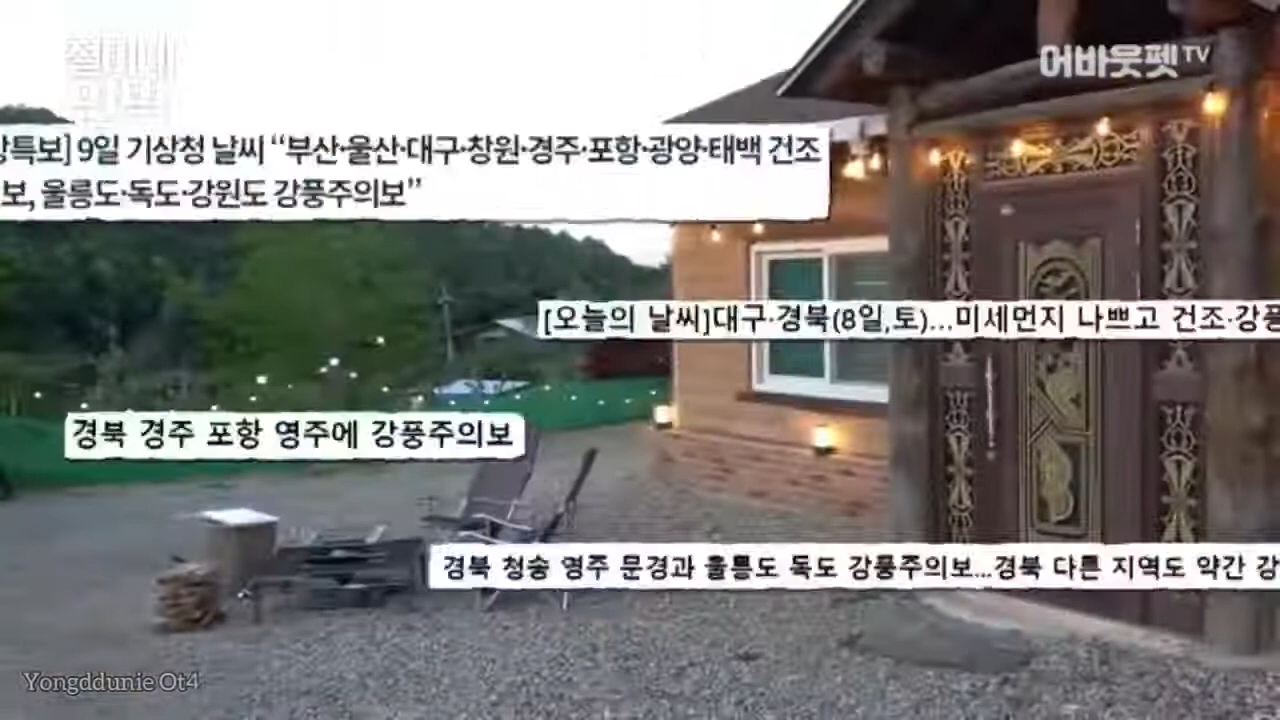 어바웃펫 TV
특보] 9일 기상청 날씨 “부산·울산·대구·창원·경주·포항·광양·태백 건조
보, 울릉도·독도·강원도 강풍주의보”
[오늘의 날씨]대구·경북(8일,토)...미세먼지 나쁘고 건조·강풍
경북 경주 포항 영주에 강풍주의보
경북 청송 영주 문경과 울릉도 독도 강풍주의보...경북 다른 지역도 약간 강
Yongddunie Ot4